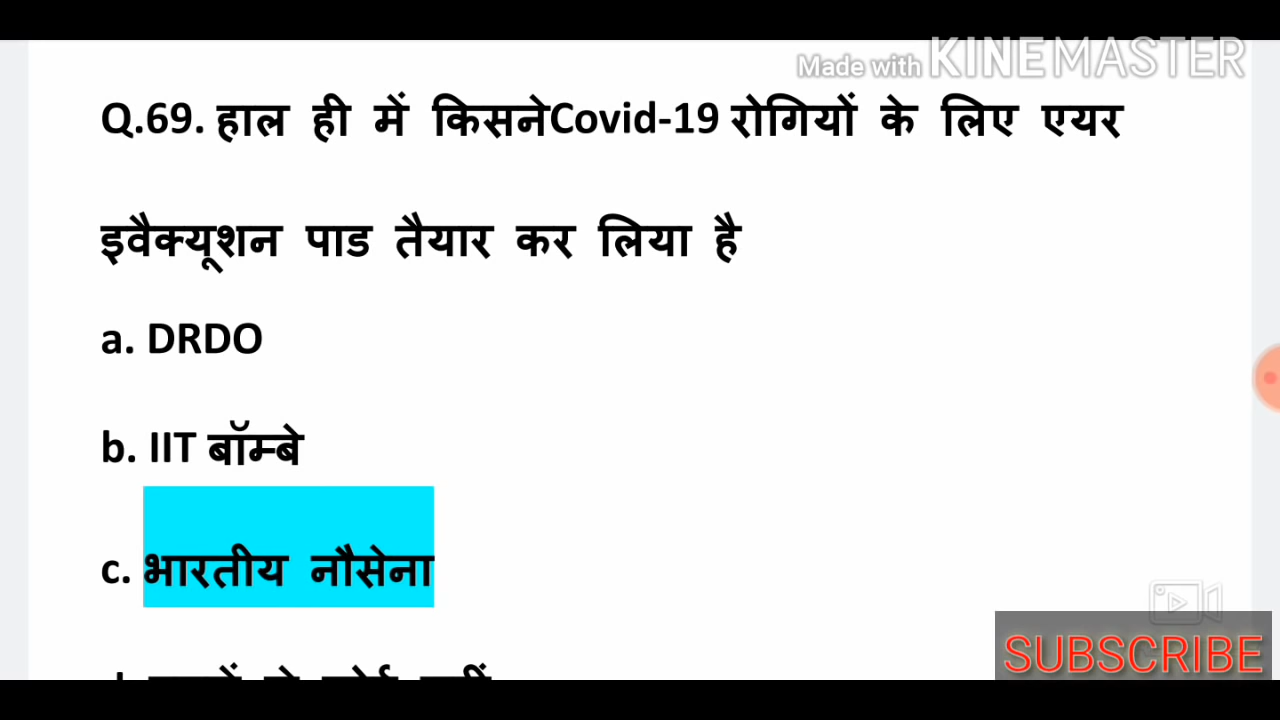 Made with KINEMASTER
Q.69. हाल ही में किसनेCovid-19 रोगियों के लिए एयर
इवैक्यूशन पाड तैयार कर लिया है
a. DRDO
b. IIT बॉम्बे
c. भारतीय नौसेना
SUBSCRIBE